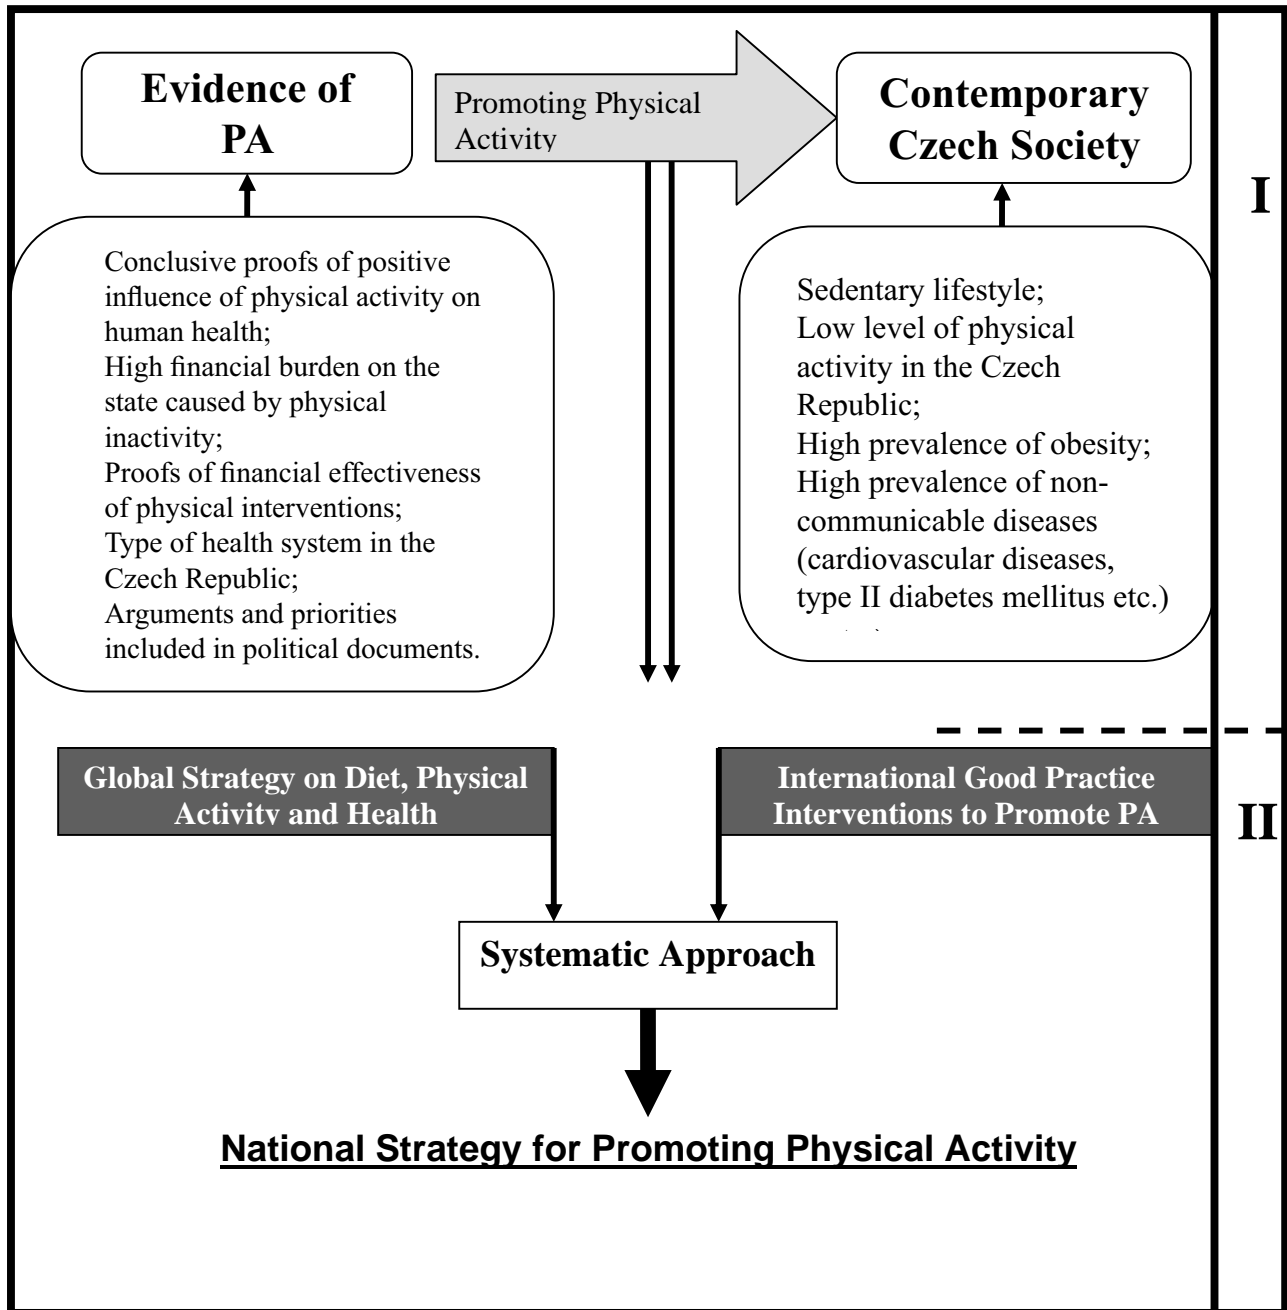 Evidence of
PA
Promoting Physical
Activity
Contemporary
Czech Society
I
Conclusive proofs of positive
influence of physical activity on
human health;
High financial burden on the
state caused by physical
inactivity;
Proofs of financial effectiveness
of physical interventions;
Type of health system in the
Czech Republic;
Arguments and priorities
included in political documents.
Sedentary lifestyle;
Low level of physical
activity in the Czech
Republic;
High prevalence of obesity;
High prevalence of non-
communicable diseases
(cardiovascular diseases,
type II diabetes mellitus etc.)
Global Strategy on Diet, Physical
Activity and Health
International Good Practice
Interventions to Promote PA
II
Systematic Approach
National Strategy for Promoting Physical Activity